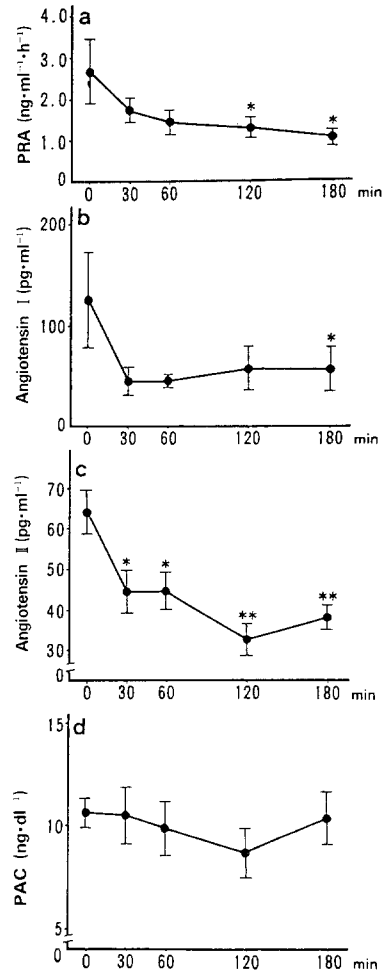 a
4.0
3.0
2.0
1.0
0
PRA (ng·ml⁻¹·h⁻¹)
* *
0 30 60 120 180 min
b
200
100
0
Angiotensin I (pg·ml⁻¹)
*
0 30 60 120 180 min
c
70
60
50
40
30
0
Angiotensin II (pg·ml⁻¹)
* * ** **
0 30 60 120 180 min
d
15
10
5
0
PAC (ng·dl⁻¹)
0 30 60 120 180 min